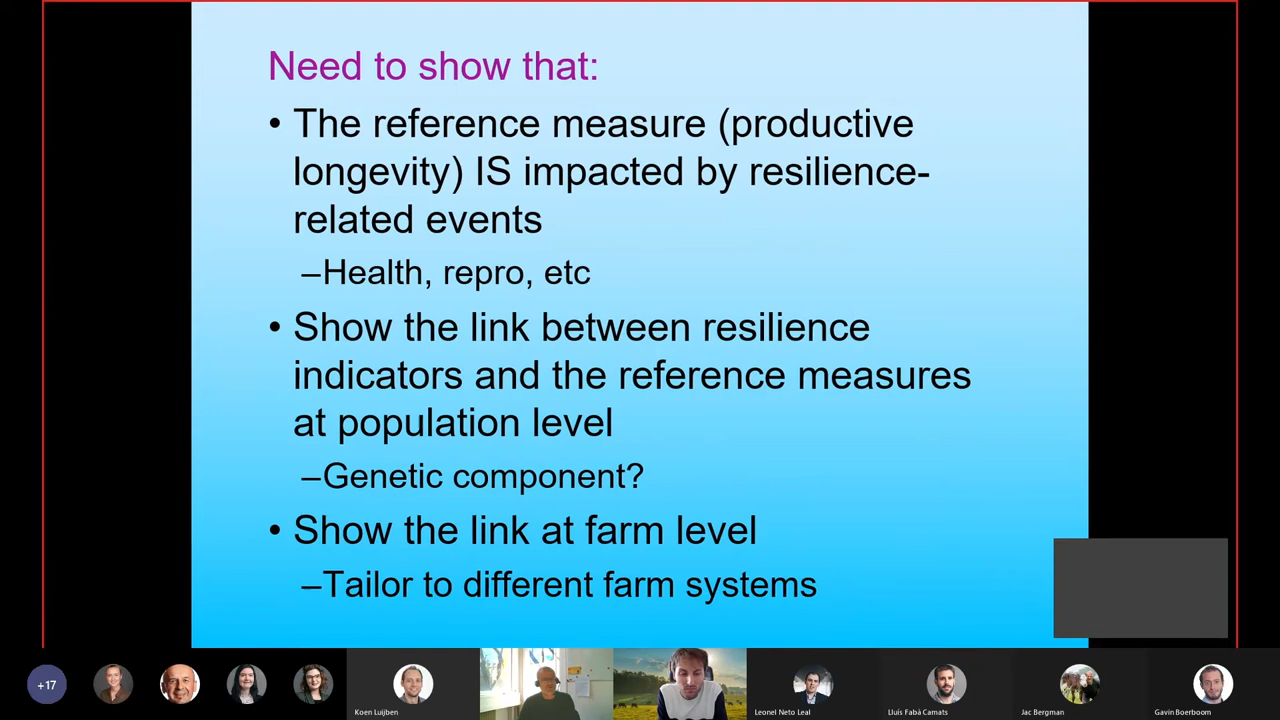 Need to show that:
• The reference measure (productive
longevity) IS impacted by resilience-
related events
–Health, repro, etc
• Show the link between resilience
indicators and the reference measures
at population level
–Genetic component?
• Show the link at farm level
–Tailor to different farm systems
+17
Koen Luijben
Leonel Neto Leal
Lluís Fabà Camats
Jac Bergman
Gavin Boerboom